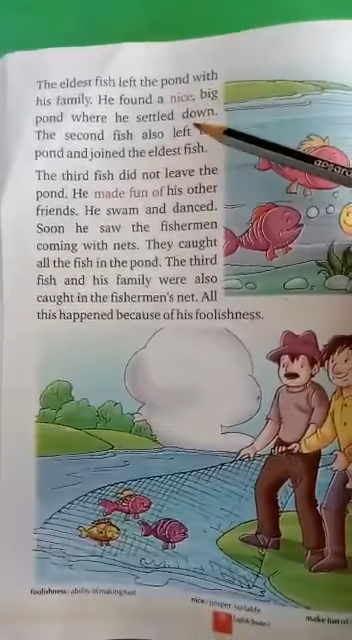 The eldest fish left the pond with
his family. He found a nice, big
pond where he settled down.
The second fish also left
pond and joined the eldest fish.
The third fish did not leave the
pond. He made fun of his other
friends. He swam and danced.
Soon he saw the fishermen
coming with nets. They caught
all the fish in the pond. The third
fish and his family were also
caught in the fishermen's net. All
this happened because of his foolishness.
foolishness: ability of making fool
nice: proper suitable
make fun of